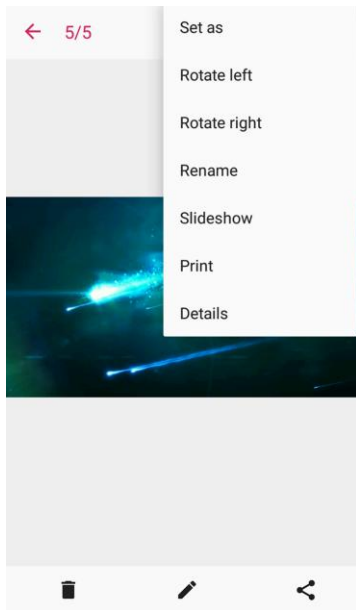 5/5
Set as
Rotate left
Rotate right
Rename
Slideshow
Print
Details